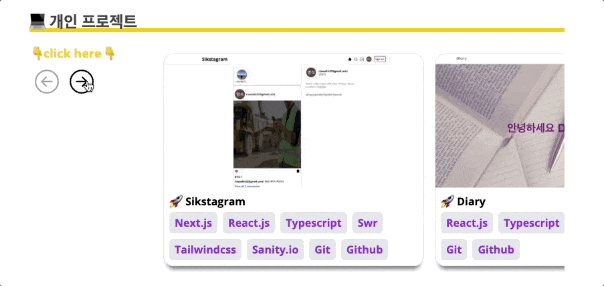 💻 개인 프로젝트
👇click here👇
Sikstagram
Diary
안녕하세요 D
🚀 Sikstagram
Next.js React.js Typescript Swr
Tailwindcss Sanity.io Git Github
🚀 Diary
React.js Typescript
Git Github